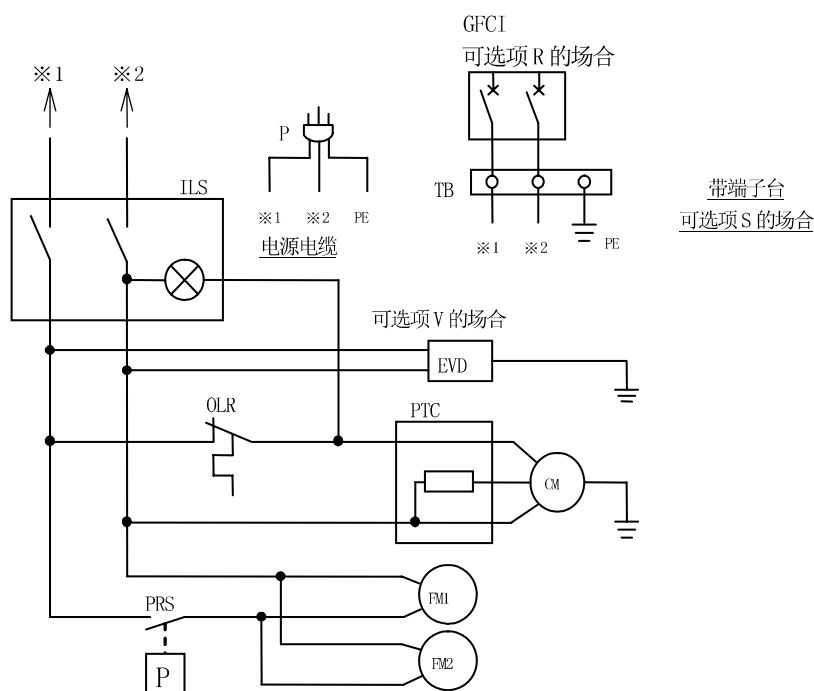 GFCI
可选项R的场合
※1
※2
P
ILS
TB
※1
※2
PE
电源电缆
※1
※2
PE
带端子台
可选项S的场合
可选项V的场合
EVD
OLR
PTC
CM
FM1
PRS
FM2
P